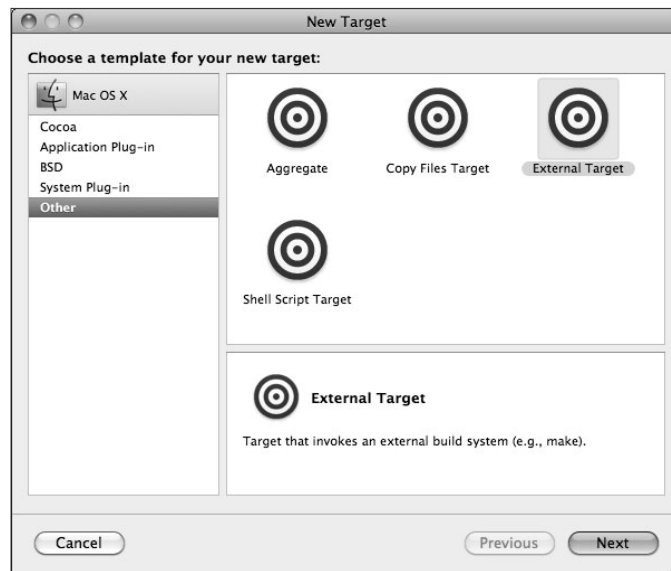 New Target
Choose a template for your new target:
Mac OS X
Cocoa
Application Plug-in
BSD
System Plug-in
Other
Aggregate
Copy Files Target
External Target
Shell Script Target
External Target
Target that invokes an external build system (e.g., make).
Cancel
Previous
Next